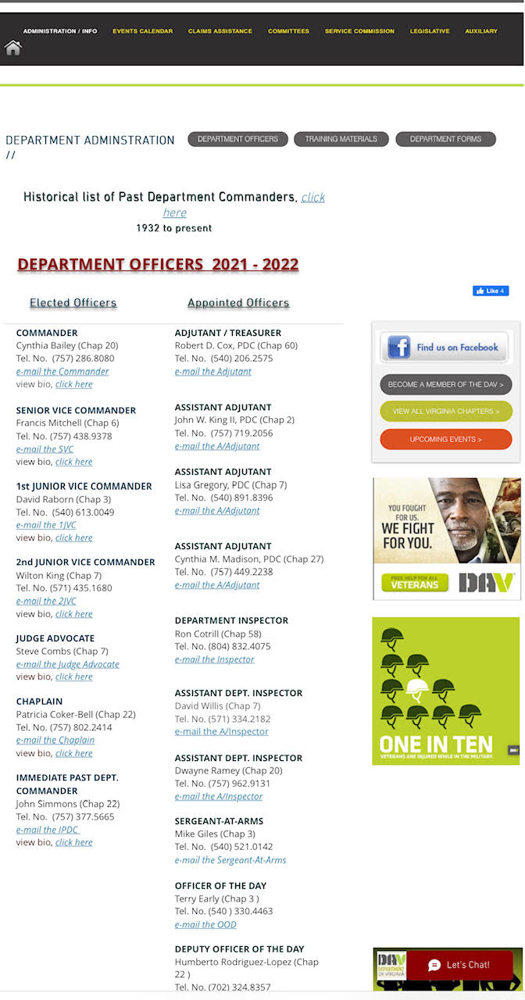 ADMINISTRATION / INFO EVENTS CALENDAR CLAIMS ASSISTANCE COMMITTEES SERVICE COMMISSION LEGISLATIVE AUXILIARY
DEPARTMENT ADMINSTRATION
//
DEPARTMENT OFFICERS TRAINING MATERIALS DEPARTMENT FORMS
Historical list of Past Department Commanders, click
here
1932 to present
DEPARTMENT OFFICERS 2021 - 2022
Elected Officers
COMMANDER
Cynthia Bailey (Chap 20)
Tel. No. (757) 286.8080
e-mail the Commander
view bio, click here
SENIOR VICE COMMANDER
Francis Mitchell (Chap 6)
Tel. No. (757) 438.9378
e-mail the SVC
view bio, click here
1st JUNIOR VICE COMMANDER
David Raborn (Chap 3)
Tel. No. (540) 613.0049
e-mail the 1JVC
view bio, click here
2nd JUNIOR VICE COMMANDER
Wilton King (Chap 7)
Tel. No. (571) 435.1680
e-mail the 2JVC
view bio, click here
JUDGE ADVOCATE
Steve Combs (Chap 7)
e-mail the Judge Advocate
view bio, click here
CHAPLAIN
Patricia Coker-Bell (Chap 22)
Tel. No. (757) 802.2414
e-mail the Chaplain
view bio, click here
IMMEDIATE PAST DEPT.
COMMANDER
John Simmons (Chap 22)
Tel. No. (757) 377.5665
e-mail the IPDC
view bio, click here
Appointed Officers
ADJUTANT / TREASURER
Robert D. Cox, PDC (Chap 60)
Tel. No. (540) 206.2575
e-mail the Adjutant
ASSISTANT ADJUTANT
John W. King II, PDC (Chap 2)
Tel. No. (757) 719.2056
e-mail the A/Adjutant
ASSISTANT ADJUTANT
Lisa Gregory, PDC (Chap 7)
Tel. No. (540) 891.8396
e-mail the A/Adjutant
ASSISTANT ADJUTANT
Cynthia M. Madison, PDC (Chap 27)
Tel. No. (757) 449.2238
e-mail the A/Adjutant
DEPARTMENT INSPECTOR
Ron Cotrill (Chap 58)
Tel. No. (804) 832.4075
e-mail the Inspector
ASSISTANT DEPT. INSPECTOR
David Willis (Chap 7)
Tel. No. (571) 334.2182
e-mail the A/Inspector
ASSISTANT DEPT. INSPECTOR
Dwayne Ramey (Chap 20)
Tel. No. (757) 962.9131
e-mail the A/Inspector
SERGEANT-AT-ARMS
Mike Giles (Chap 3)
Tel. No. (540) 521.0142
e-mail the Sergeant-At-Arms
OFFICER OF THE DAY
Terry Early (Chap 3 )
Tel. No. (540 ) 330.4463
e-mail the OOD
DEPUTY OFFICER OF THE DAY
Humberto Rodriguez-Lopez (Chap
22 )
Tel. No. (702) 324.8357
Like 4
Find us on Facebook
BECOME A MEMBER OF THE DAV >
VIEW ALL VIRGINIA CHAPTERS >
UPCOMING EVENTS >
YOU FOUGHT
FOR US.
WE FIGHT
FOR YOU.
FREE HELP FOR ALL
VETERANS
DAV
ONE IN TEN
VETERANS ARE INJURED WHILE IN THE MILITARY.
DAV
DAV
DEPARTMENT
OF VIRGINIA
Let's Chat!